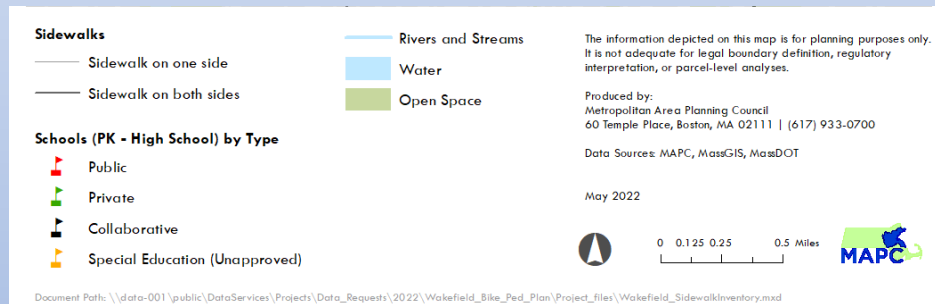 Sidewalks
Sidewalk on one side
Sidewalk on both sides
Schools (PK - High School) by Type
Public
Private
Collaborative
Special Education (Unapproved)
Rivers and Streams
Water
Open Space
The information depicted on this map is for planning purposes only.
It is not adequate for legal boundary definition, regulatory
interpretation, or parcel-level analyses.
Produced by:
Metropolitan Area Planning Council
60 Temple Place, Boston, MA 02111 | (617) 933-0700
Data Sources: MAPC, MassGIS, MassDOT
May 2022
0 0.125 0.25 0.5 Miles
MAPC
Document Path: \\data-001\public\DataServices\Projects\Data_Requests\2022\Wakefield_Bike_Ped_Plan\Project_files\Wakefield_SidewalkInventory.mxd